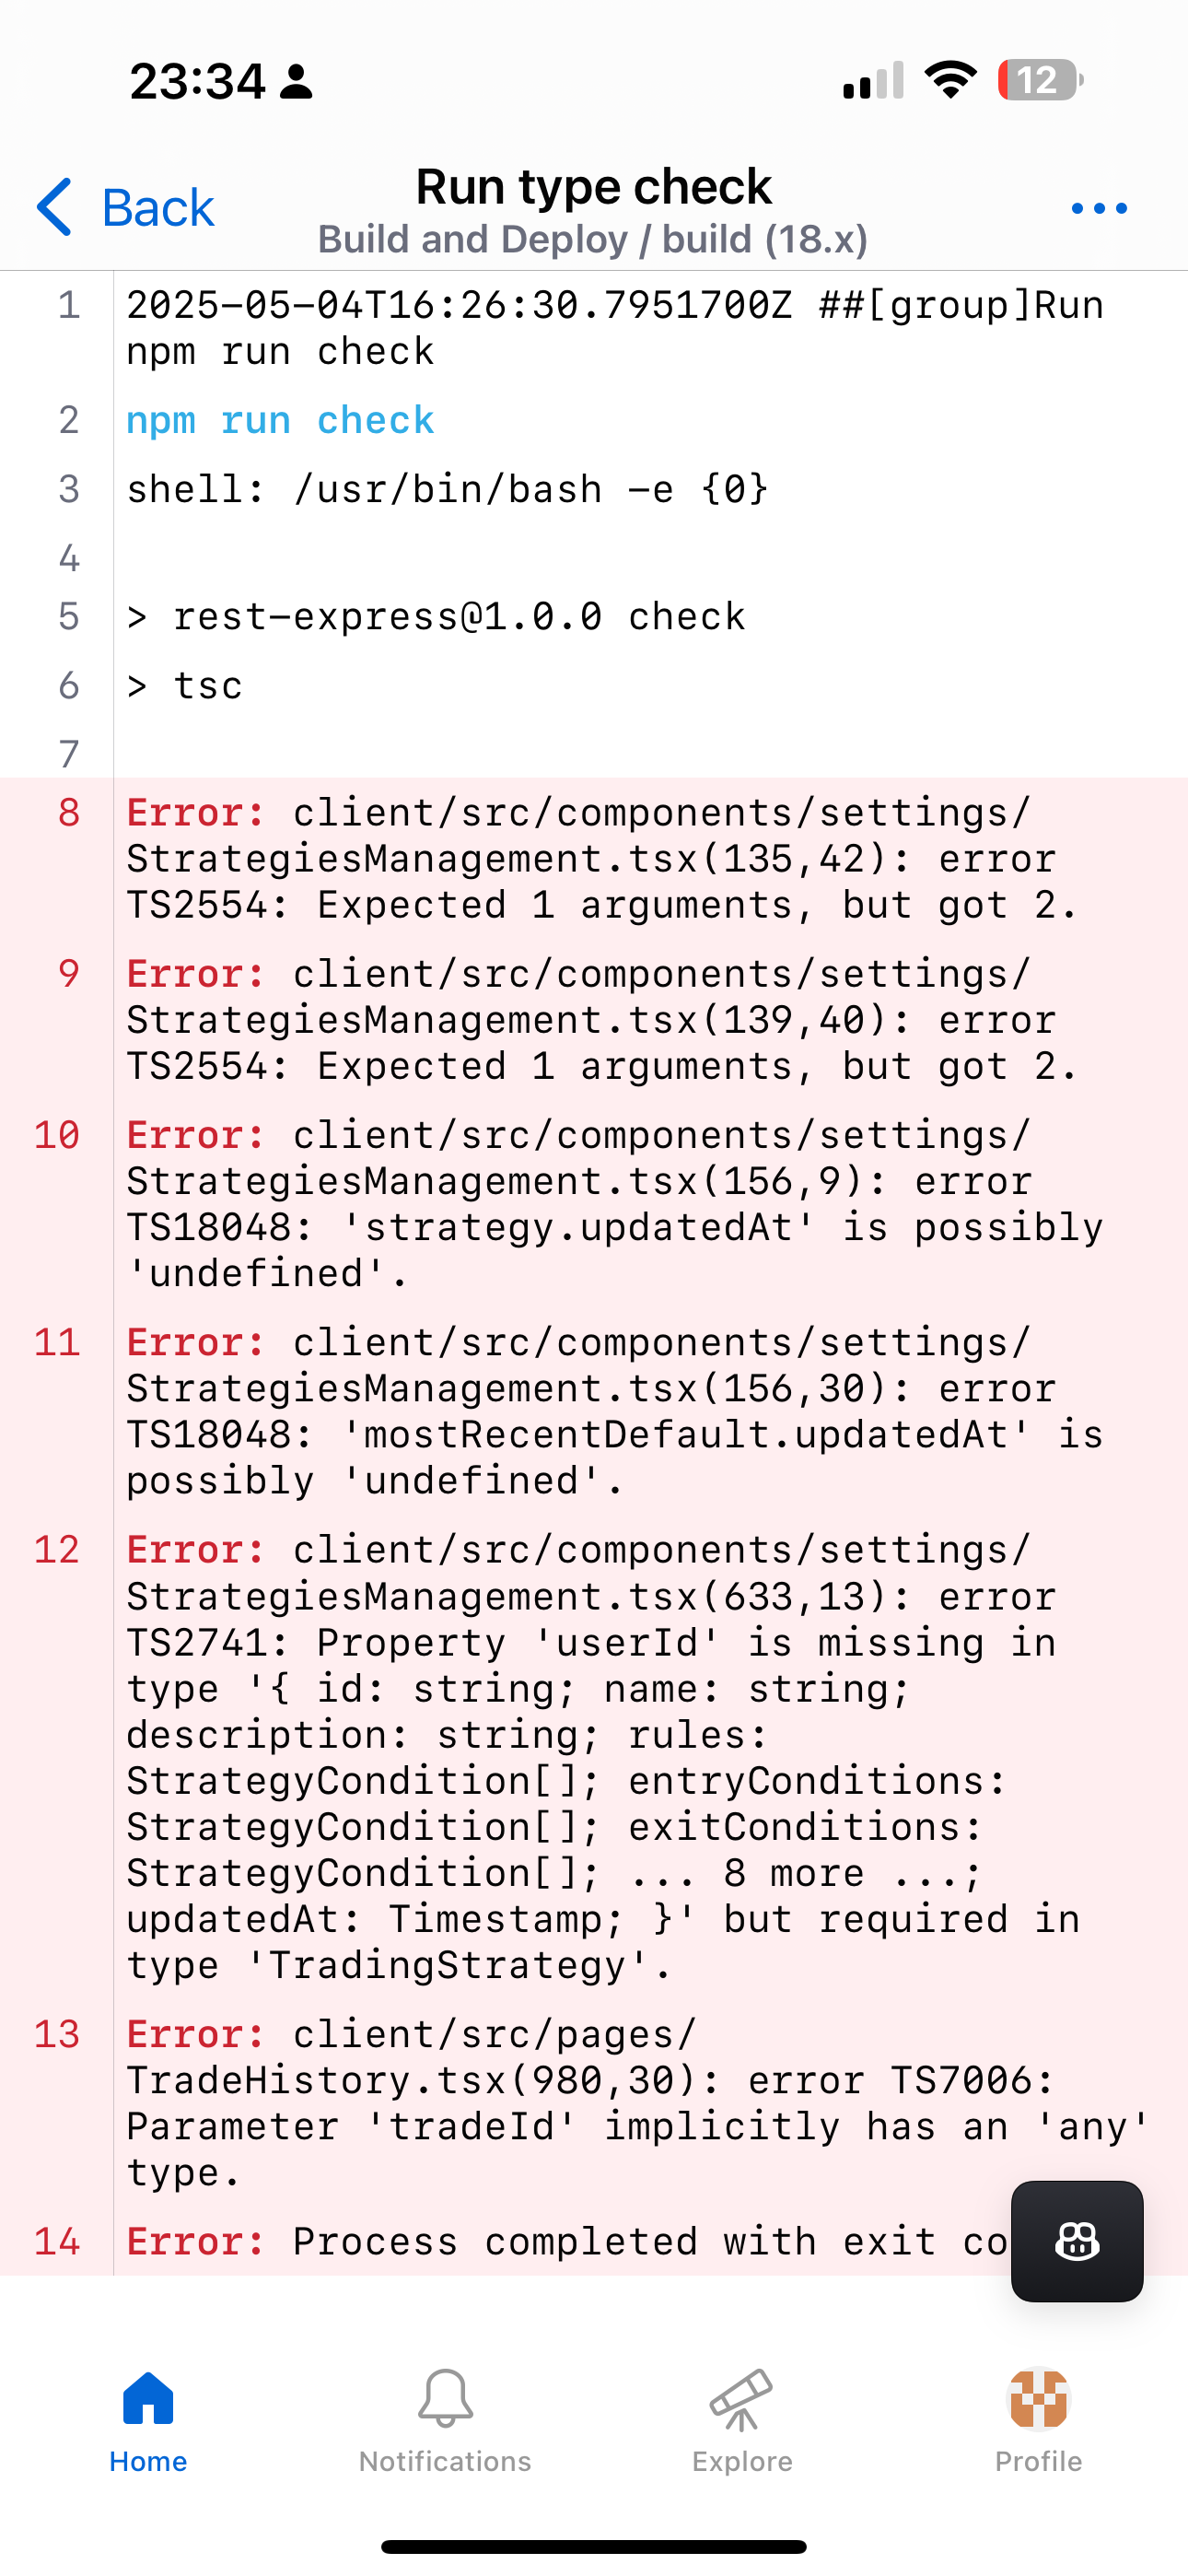 23:34
12
Back
Run type check
Build and Deploy / build (18.x)
1 2025-05-04T16:26:30.7951700Z ##[group]Run
npm run check
2 npm run check
3 shell: /usr/bin/bash -e {0}
4
5 > rest-express@1.0.0 check
6 > tsc
7
8 Error: client/src/components/settings/
StrategiesManagement.tsx(135,42): error
TS2554: Expected 1 arguments, but got 2.
9 Error: client/src/components/settings/
StrategiesManagement.tsx(139,40): error
TS2554: Expected 1 arguments, but got 2.
10 Error: client/src/components/settings/
StrategiesManagement.tsx(156,9): error
TS18048: 'strategy.updatedAt' is possibly
'undefined'.
11 Error: client/src/components/settings/
StrategiesManagement.tsx(156,30): error
TS18048: 'mostRecentDefault.updatedAt' is
possibly 'undefined'.
12 Error: client/src/components/settings/
StrategiesManagement.tsx(633,13): error
TS2741: Property 'userId' is missing in
type '{ id: string; name: string;
description: string; rules:
StrategyCondition[]; entryConditions:
StrategyCondition[]; exitConditions:
StrategyCondition[]; ... 8 more ...;
updatedAt: Timestamp; }' but required in
type 'TradingStrategy'.
13 Error: client/src/pages/
TradeHistory.tsx(980,30): error TS7006:
Parameter 'tradeId' implicitly has an 'any'
type.
14 Error: Process completed with exit co
Home
Notifications
Explore
Profile